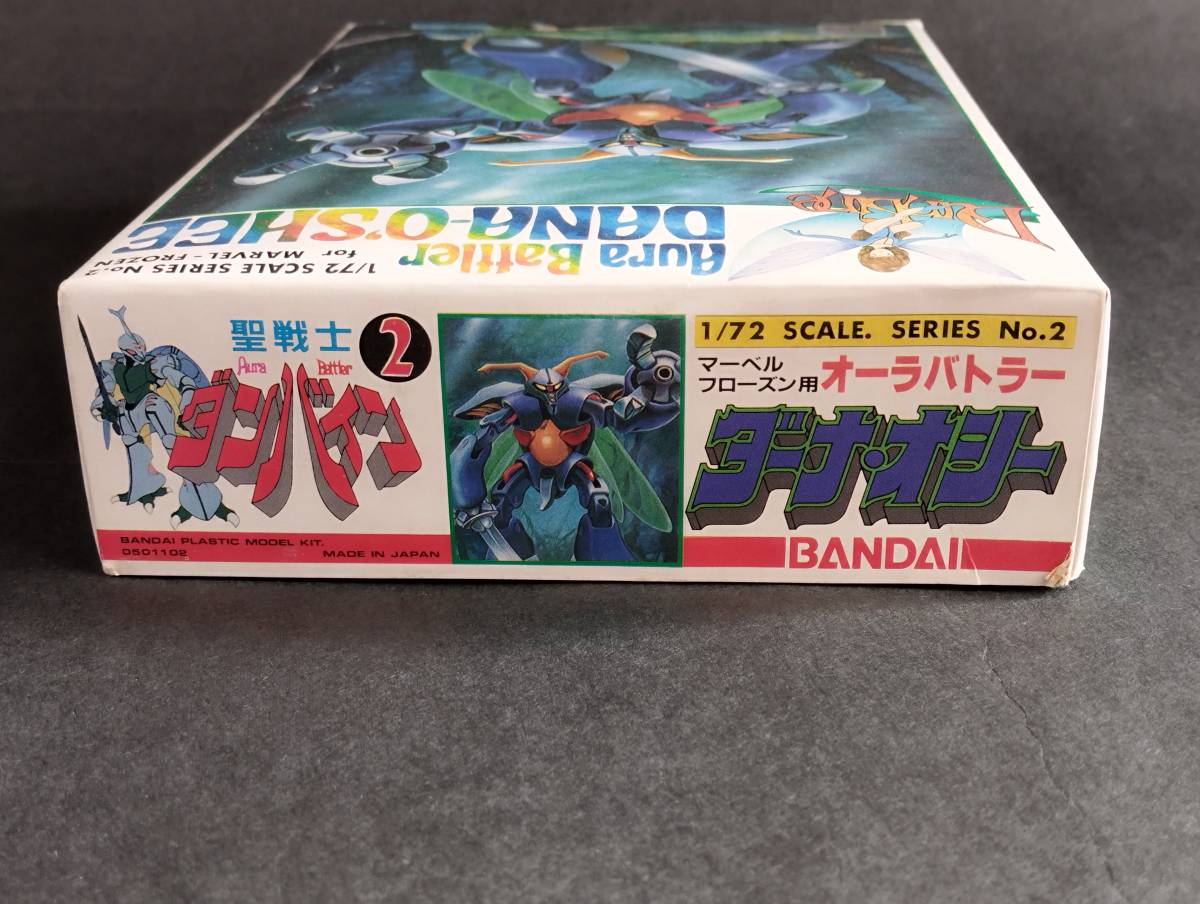 Aura Battler
DANA-O'SHEE
for MARVEL-FROZEN
1/72 SCALE SERIES No.2
聖戦士
Aura Battler
ダンバイン
2
BANDAI PLASTIC MODEL KIT.
0501102
MADE IN JAPAN
1/72 SCALE. SERIES No.2
マーベル
フローズン用
オーラバトラー
ダーナ・オシー
BANDAI